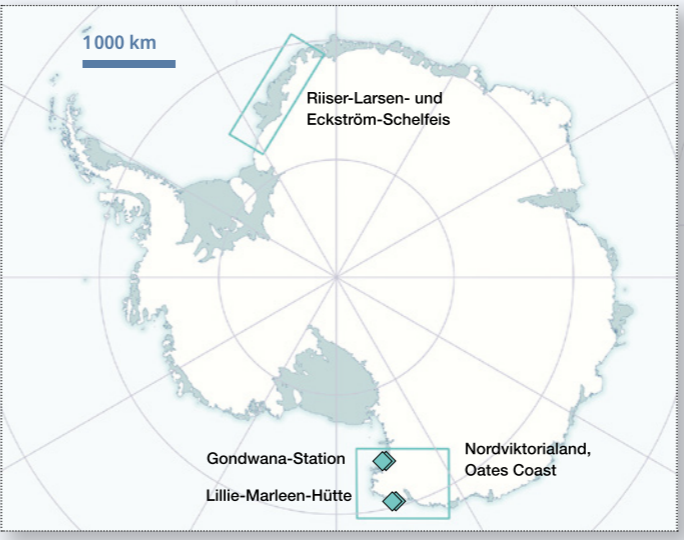 1000 km
Riiser-Larsen- und
Eckström-Schelfeis
Nordviktorialand,
Oates Coast
Gondwana-Station
Lillie-Marleen-Hütte